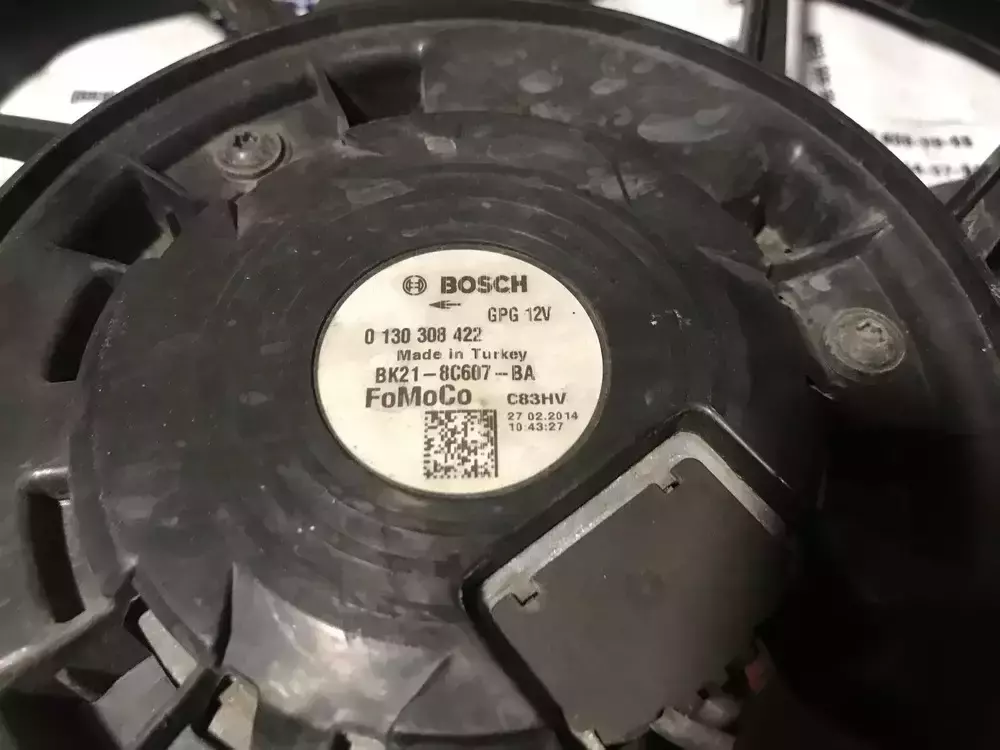 BOSCH
GPG 12V
0 130 308 422
Made in Turkey
BK21-8C607-BA
FoMoCo C83HV
27 02.2014
10 43:27